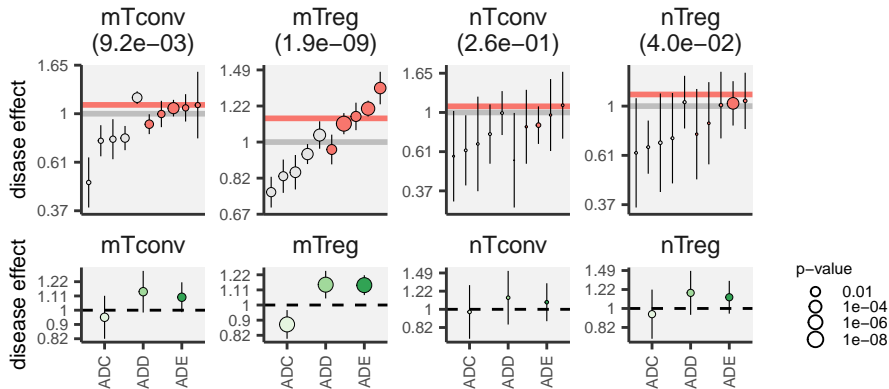 mTconv
(9.2e−03)
mTreg
(1.9e−09)
nTconv
(2.6e−01)
nTreg
(4.0e−02)
disase effect
1.65
1
0.61
0.37
1.49
1.22
1
0.82
0.67
1.65
1
0.61
0.37
1
0.61
0.37
mTconv
mTreg
nTconv
nTreg
disease effect
1.22
1.11
1
0.9
0.82
1.22
1.11
1
0.9
0.82
1.49
1.22
1
0.82
1.49
1.22
1
0.82
ADC
ADD
ADE
ADC
ADD
ADE
ADC
ADD
ADE
ADC
ADD
ADE
p−value
0.01
1e−04
1e−06
1e−08